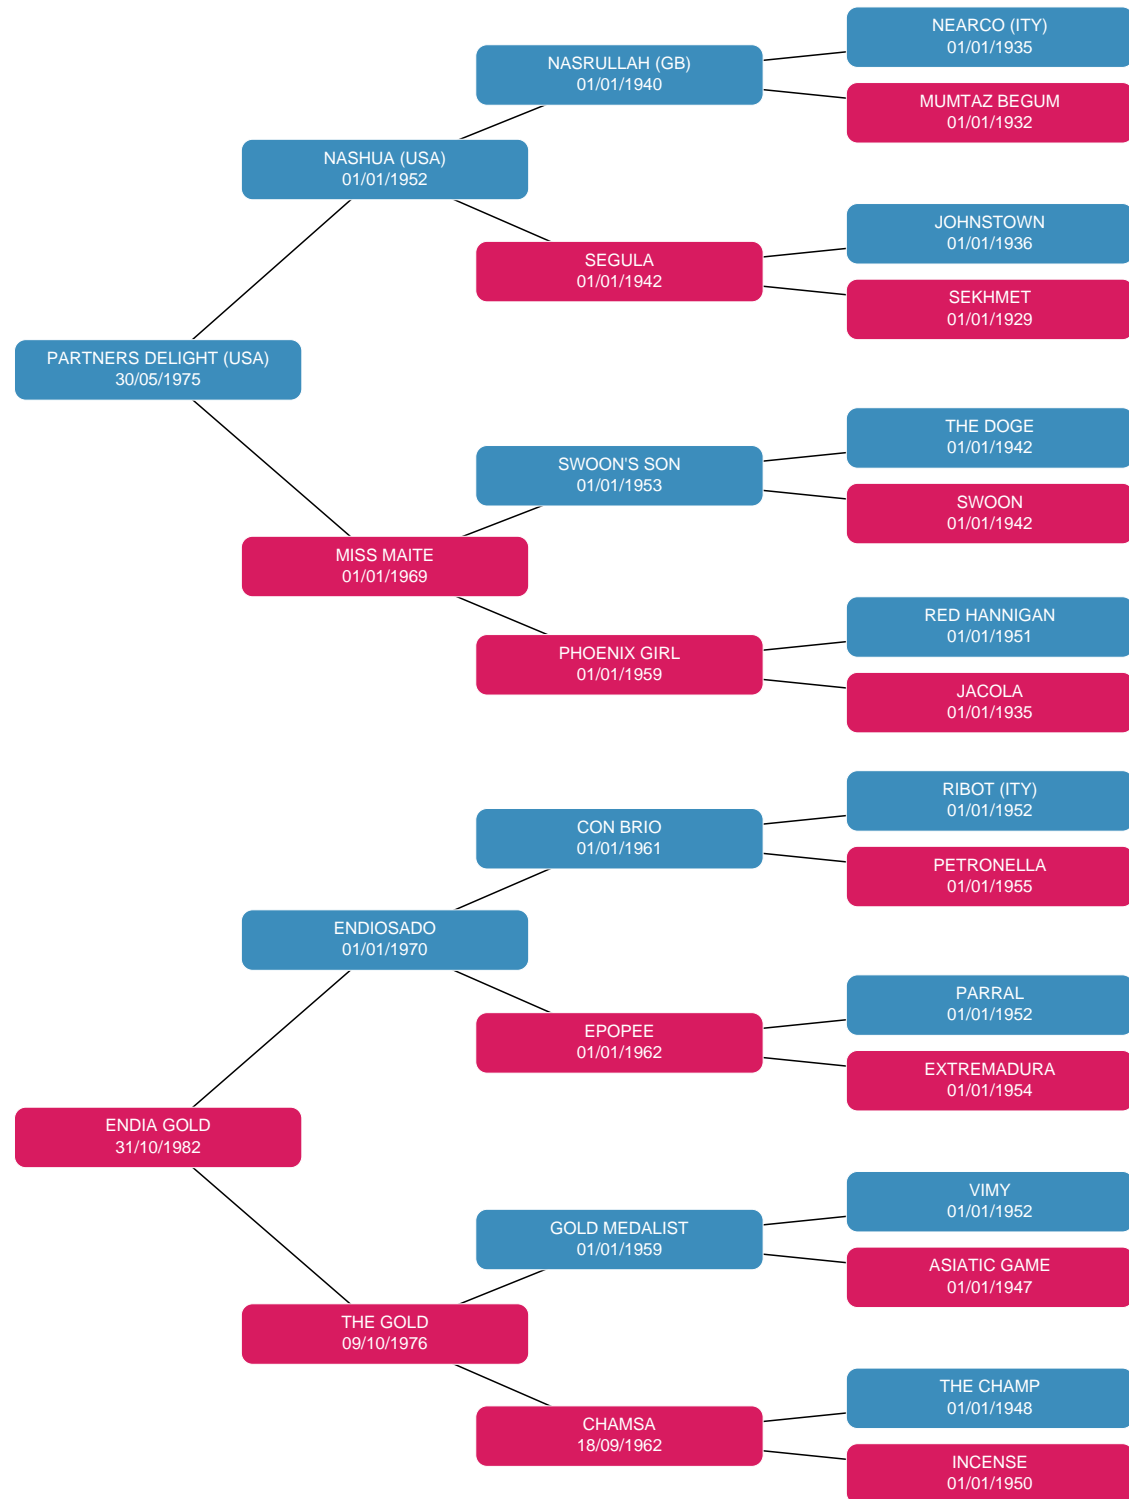 NEARCO (ITY)
01/01/1935
NASRULLAH (GB)
01/01/1940
MUMTAZ BEGUM
01/01/1932
NASHUA (USA)
01/01/1952
JOHNSTOWN
01/01/1936
SEGULA
01/01/1942
SEKHMET
01/01/1929
PARTNERS DELIGHT (USA)
30/05/1975
THE DOGE
01/01/1942
SWOON'S SON
01/01/1953
SWOON
01/01/1942
MISS MAITE
01/01/1969
RED HANNIGAN
01/01/1951
PHOENIX GIRL
01/01/1959
JACOLA
01/01/1935
RIBOT (ITY)
01/01/1952
CON BRIO
01/01/1961
PETRONELLA
01/01/1955
ENDIOSADO
01/01/1970
PARRAL
01/01/1952
EPOPEE
01/01/1962
EXTREMADURA
01/01/1954
ENDIA GOLD
31/10/1982
VIMY
01/01/1952
GOLD MEDALIST
01/01/1959
ASIATIC GAME
01/01/1947
THE GOLD
09/10/1976
THE CHAMP
01/01/1948
CHAMSA
18/09/1962
INCENSE
01/01/1950